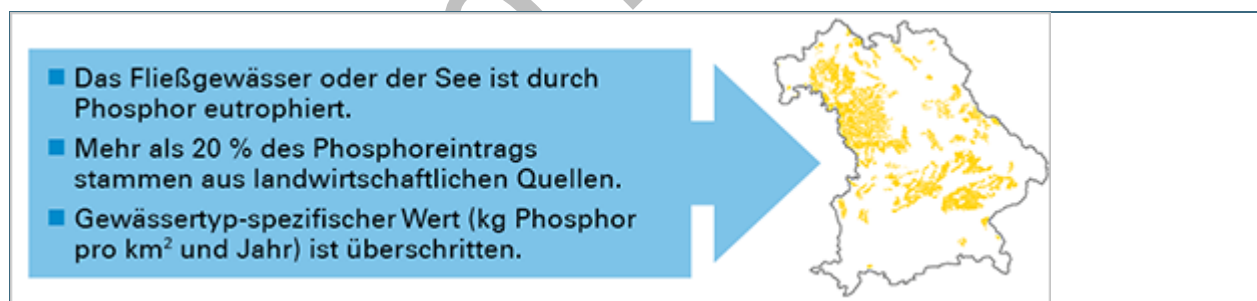 ■ Das Fließgewässer oder der See ist durch
Phosphor eutrophiert.
■ Mehr als 20 % des Phosphoreintrags
stammen aus landwirtschaftlichen Quellen.
■ Gewässertyp-spezifischer Wert (kg Phosphor
pro km² und Jahr) ist überschritten.